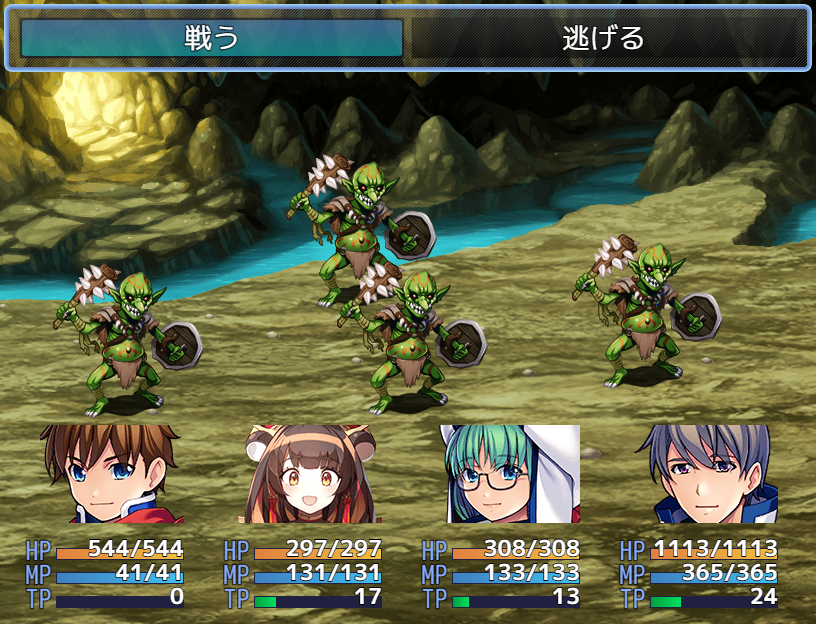 戦う 逃げる
HP 544/544 HP 297/297 HP 308/308 HP 1113/1113
MP 41/41 MP 131/131 MP 133/133 MP 365/365
TP 0 TP 17 TP 13 TP 24